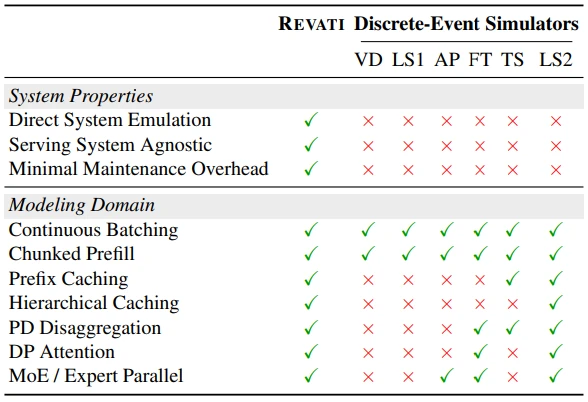 REVATI Discrete-Event Simulators
VD LS1 AP FT TS LS2
System Properties
Direct System Emulation ✓ × × × × × ×
Serving System Agnostic ✓ × × × × × ×
Minimal Maintenance Overhead ✓ × × × × × ×
Modeling Domain
Continuous Batching ✓ ✓ ✓ ✓ ✓ ✓ ✓
Chunked Prefill ✓ ✓ ✓ ✓ ✓ ✓ ✓
Prefix Caching ✓ × × × × ✓ ✓
Hierarchical Caching ✓ × × × × × ✓
PD Disaggregation ✓ × × × ✓ ✓ ✓
DP Attention ✓ × × × ✓ × ✓
MoE / Expert Parallel ✓ × × ✓ ✓ × ✓